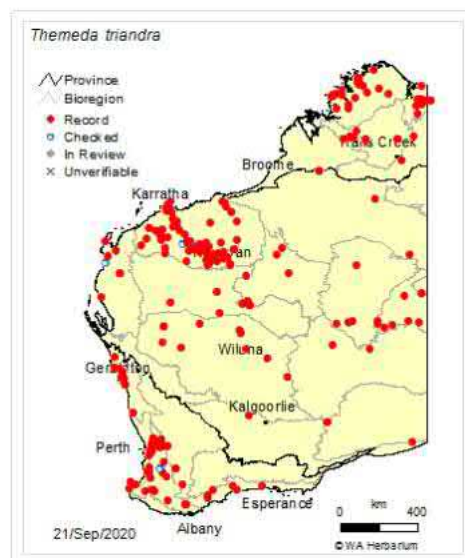 Themeda triandra
Province
Bioregion
Record
Checked
In Review
Unverifiable
Creek
Broome
Karratha
Wiluna
Kalgoorlie
Perth
Esperance
Albany
21/Sep/2020
km
0 400
© WA Herbarium